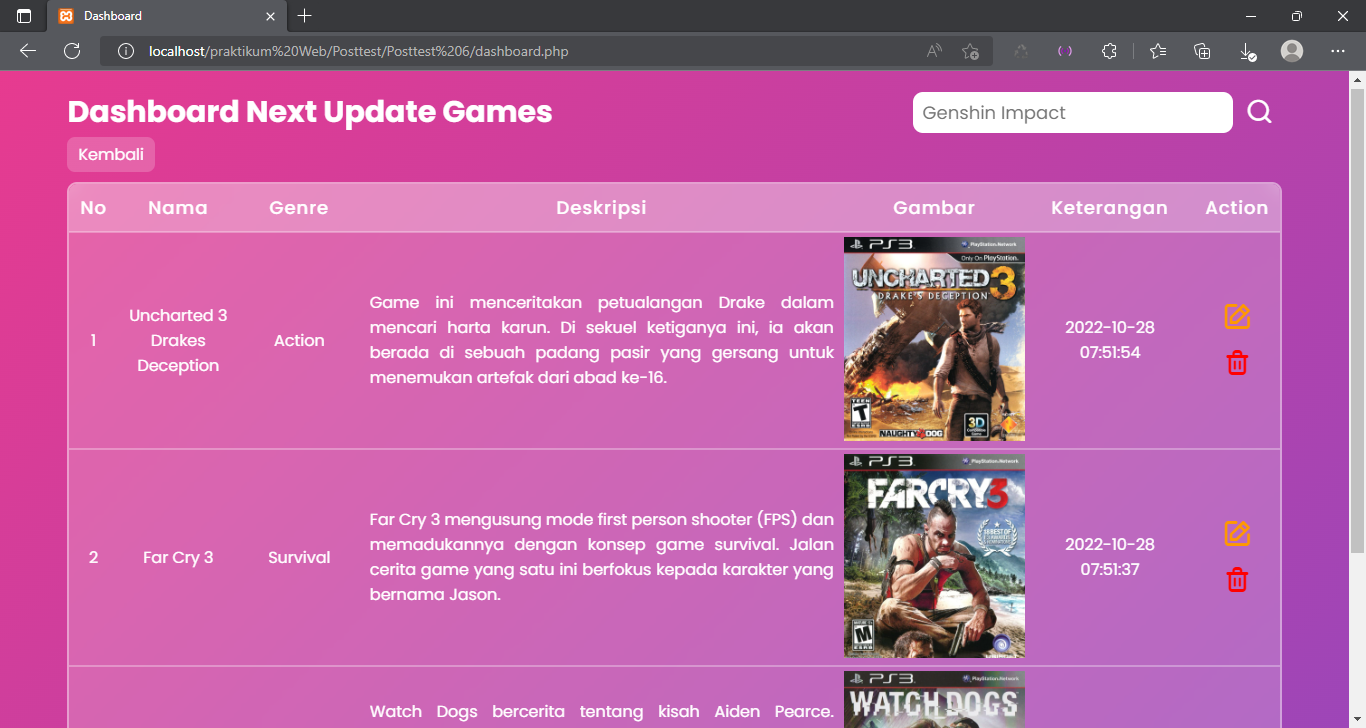 Dashboard
localhost/praktikum%20Web/Posttest/Posttest%206/dashboard.php
Dashboard Next Update Games
Genshin Impact
Kembali
No Nama Genre Deskripsi Gambar Keterangan Action
1
Uncharted 3
Drakes
Deception
Action
Game ini menceritakan petualangan Drake dalam
mencari harta karun. Di sekuel ketiganya ini, ia akan
berada di sebuah padang pasir yang gersang untuk
menemukan artefak dari abad ke-16.
PS3 PlayStation Network
Only On PlayStation.
UNCHARTED 3
DRAKE'S DECEPTION
TEEN
T
NAUGHTY DOG
3D
2022-10-28
07:51:54
2
Far Cry 3
Survival
Far Cry 3 mengusung mode first person shooter (FPS) dan
memadukannya dengan konsep game survival. Jalan
cerita game yang satu ini berfokus kepada karakter yang
bernama Jason.
PS3 PlayStation Network
FARCRY3
M
2022-10-28
07:51:37
Watch Dogs bercerita tentang kisah Aiden Pearce.
PS3 PlayStation Network
WATCH DOGS